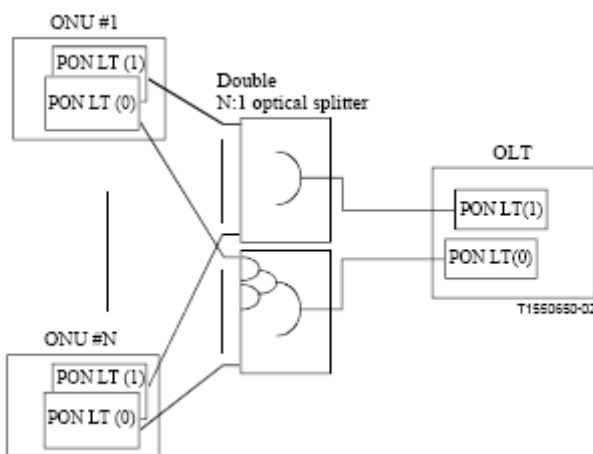 ONU #1
PON LT (1)
PON LT (0)
Double
N:1 optical splitter
OLT
PON LT(1)
PON LT(0)
T1550650-02
ONU #N
PON LT (1)
PON LT (0)